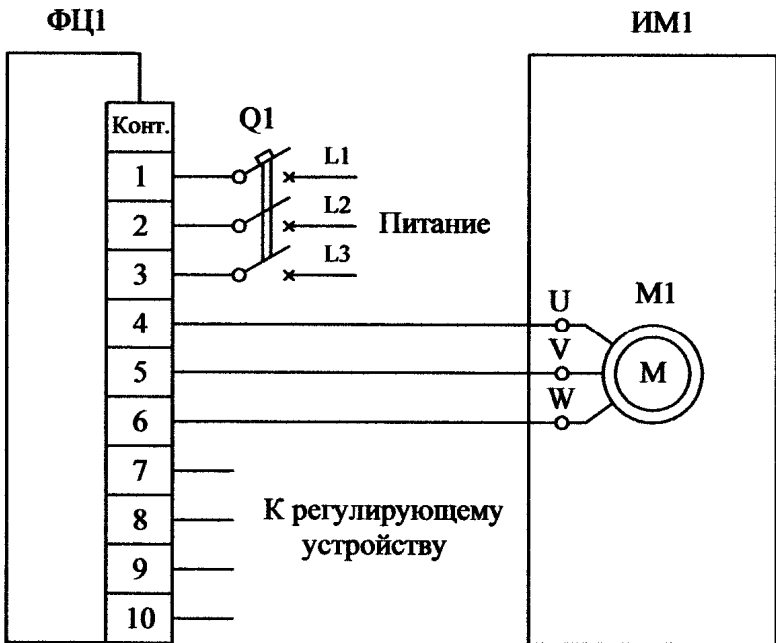 ФЦ1
ИМ1
Конт.
Q1
1
L1
2
L2
Питание
3
L3
4
U
М1
5
V
М
6
W
7
8
К регулирующему
устройству
9
10